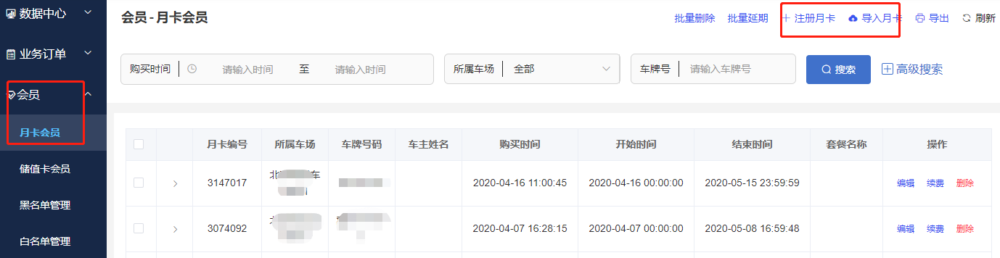 数据中心
业务订单
会员
月卡会员
储值卡会员
黑名单管理
白名单管理
会员 - 月卡会员
批量删除 批量延期 注册月卡 导入月卡 导出 刷新
购买时间 请输入时间 至 请输入时间 所属车场 全部 车牌号 请输入车牌号 搜索 高级搜索
月卡编号 所属车场 车牌号码 车主姓名 购买时间 开始时间 结束时间 套餐名称 操作
3147017 北 车 2020-04-16 11:00:45 2020-04-16 00:00:00 2020-05-15 23:59:59 编辑 续费 删除
3074092 2020-04-07 16:28:15 2020-04-07 00:00:00 2020-05-08 16:59:48 编辑 续费 删除